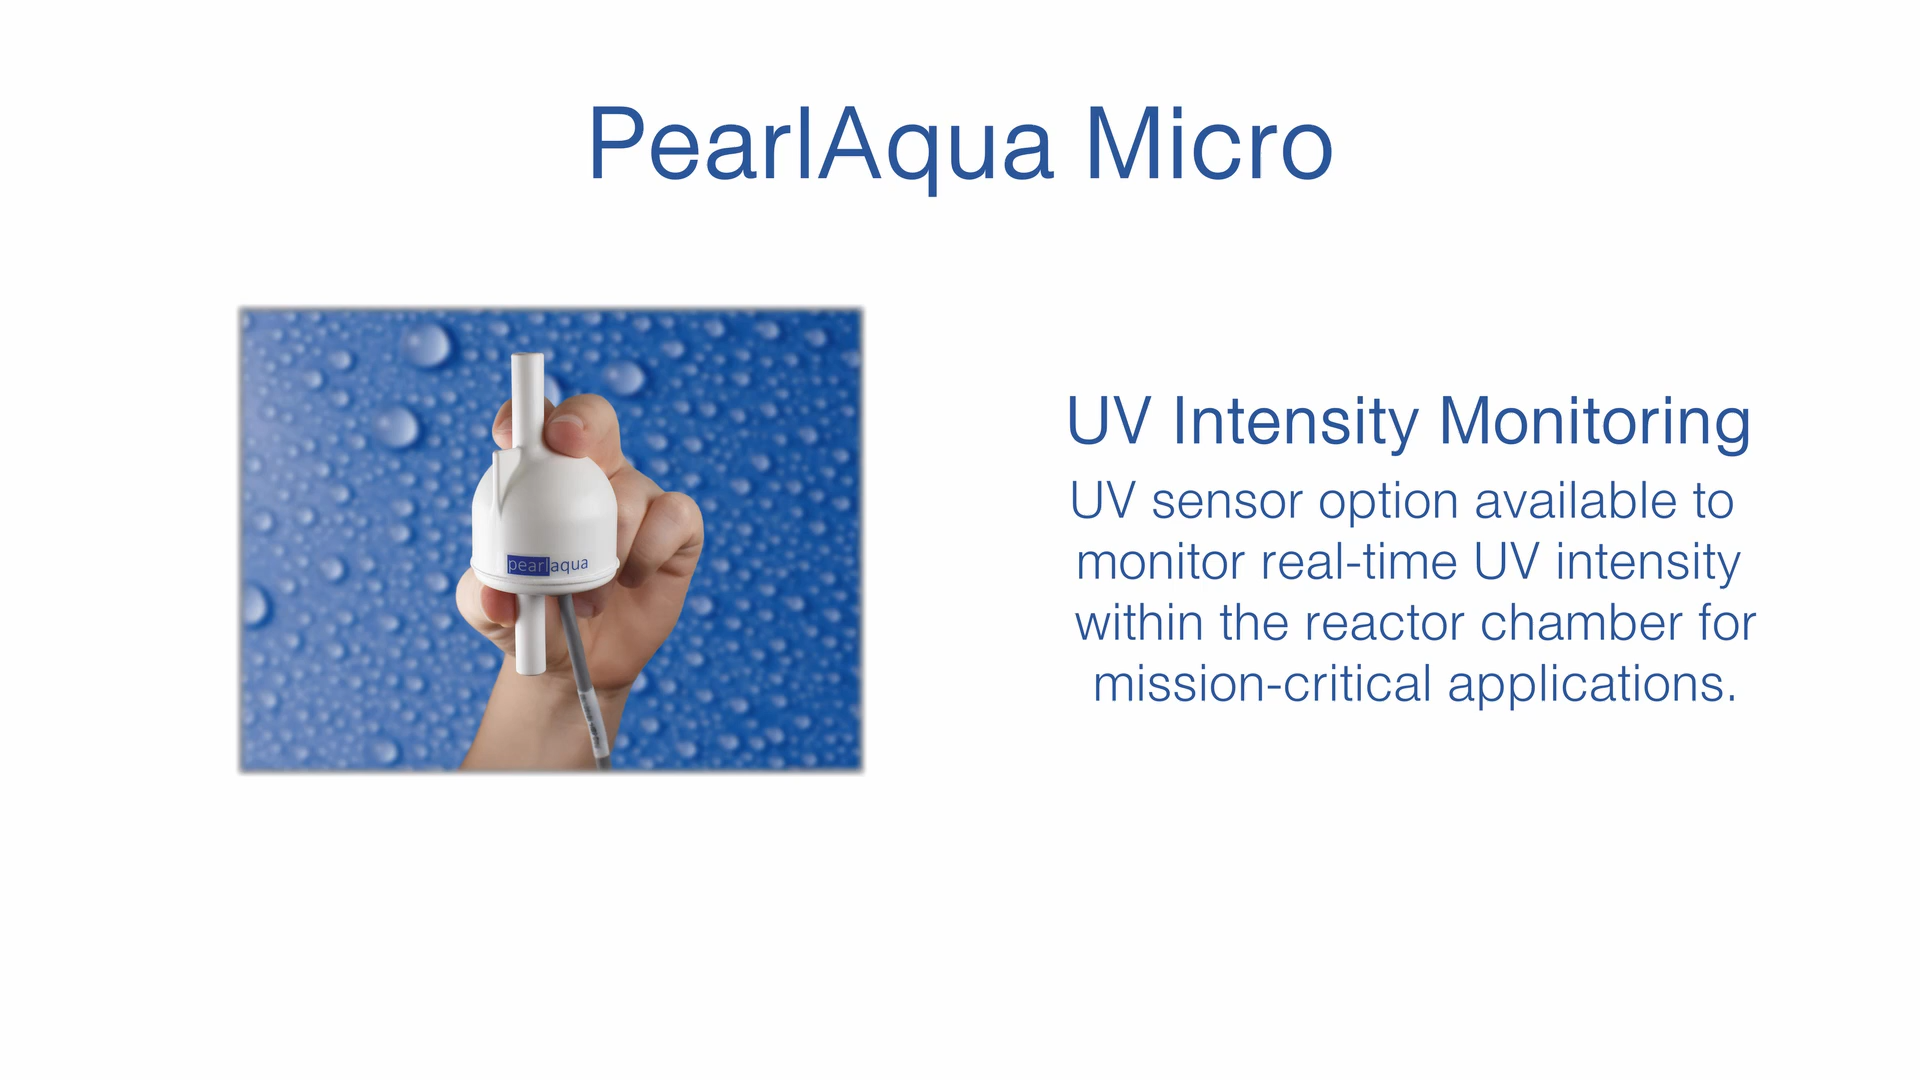 PearlAqua Micro
pearlaqua
UV Intensity Monitoring
UV sensor option available to
monitor real-time UV intensity
within the reactor chamber for
mission-critical applications.